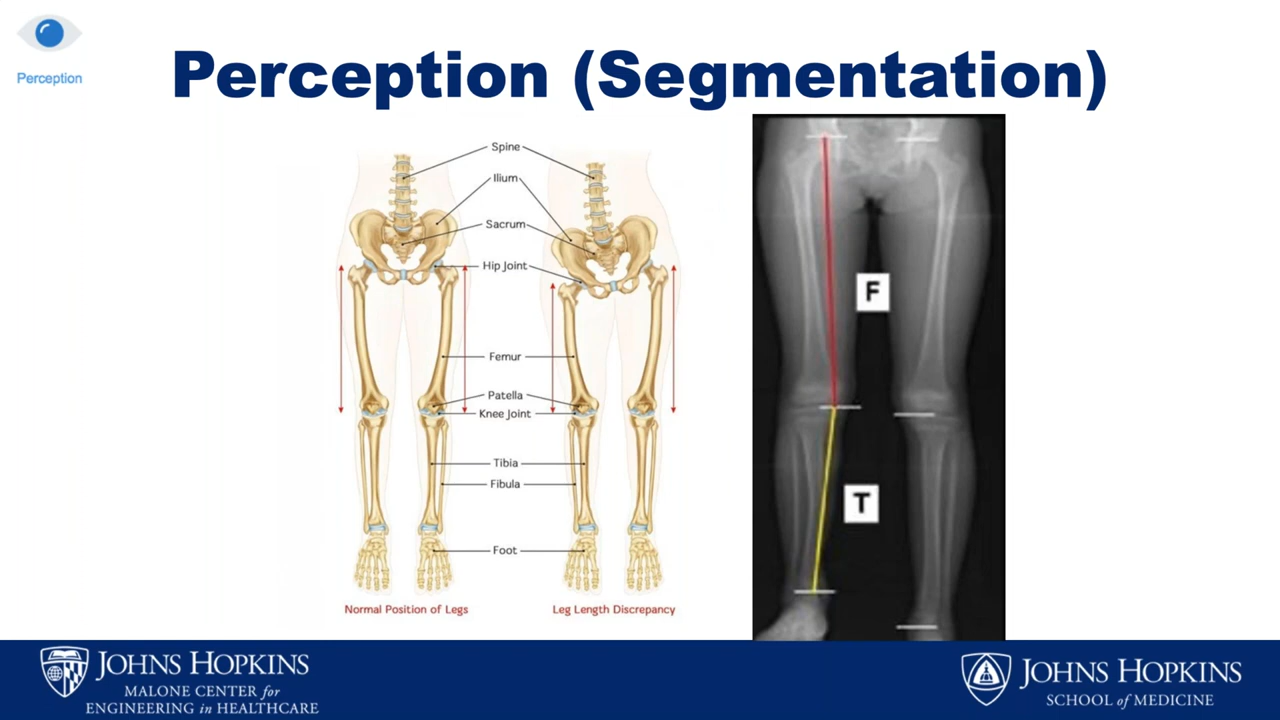 Perception
Perception (Segmentation)
Spine
Ilium
Sacrum
Hip Joint
Femur
Patella
Knee Joint
Tibia
Fibula
Foot
Normal Position of Legs
Leg Length Discrepancy
F
T
JOHNS HOPKINS
MALONE CENTER for
ENGINEERING in HEALTHCARE
JOHNS HOPKINS
SCHOOL of MEDICINE